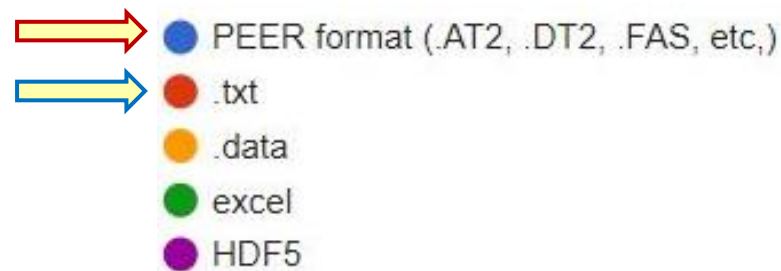 PEER format (.AT2, .DT2, .FAS, etc,)
.txt
.data
excel
HDF5